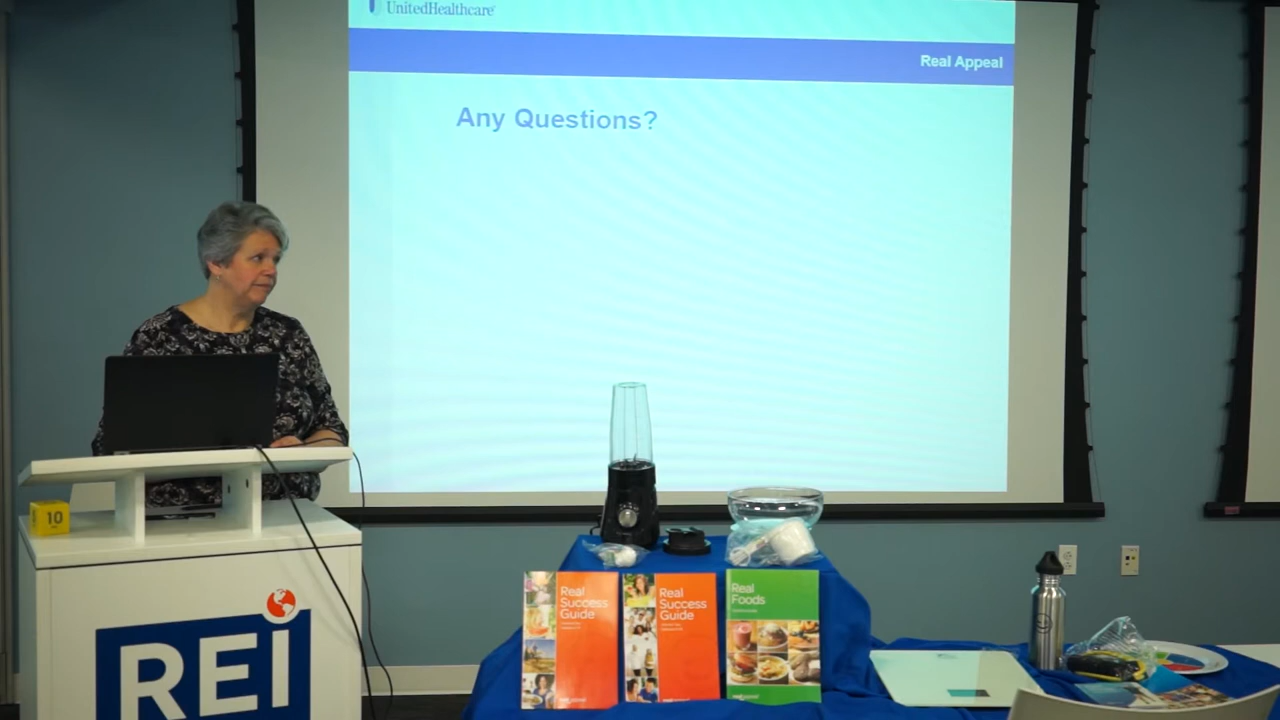 UnitedHealthcare
Real Appeal
Any Questions?
10
REI
Real
Success
Guide
Real
Success
Guide
Real
Foods